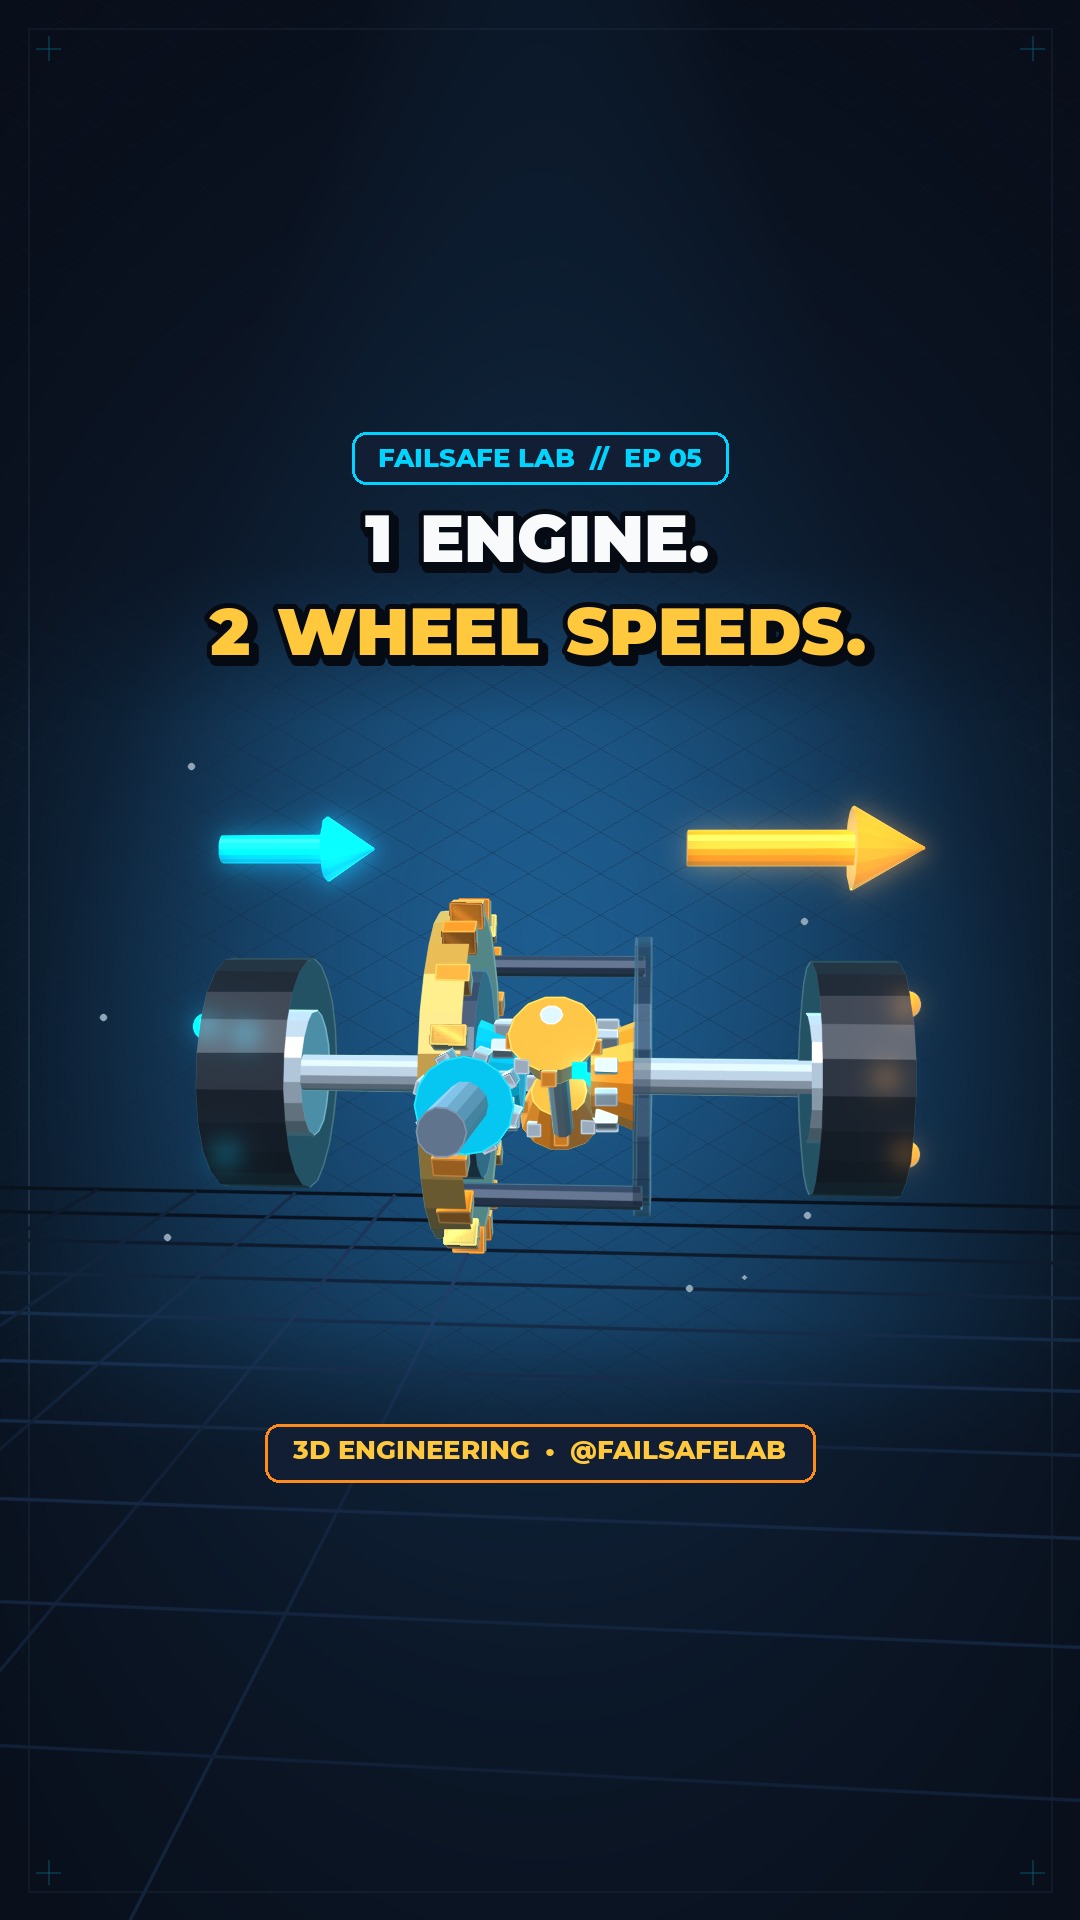 FAILSAFE LAB // EP 05
1 ENGINE.
2 WHEEL SPEEDS.
3D ENGINEERING • @FAILSAFELAB